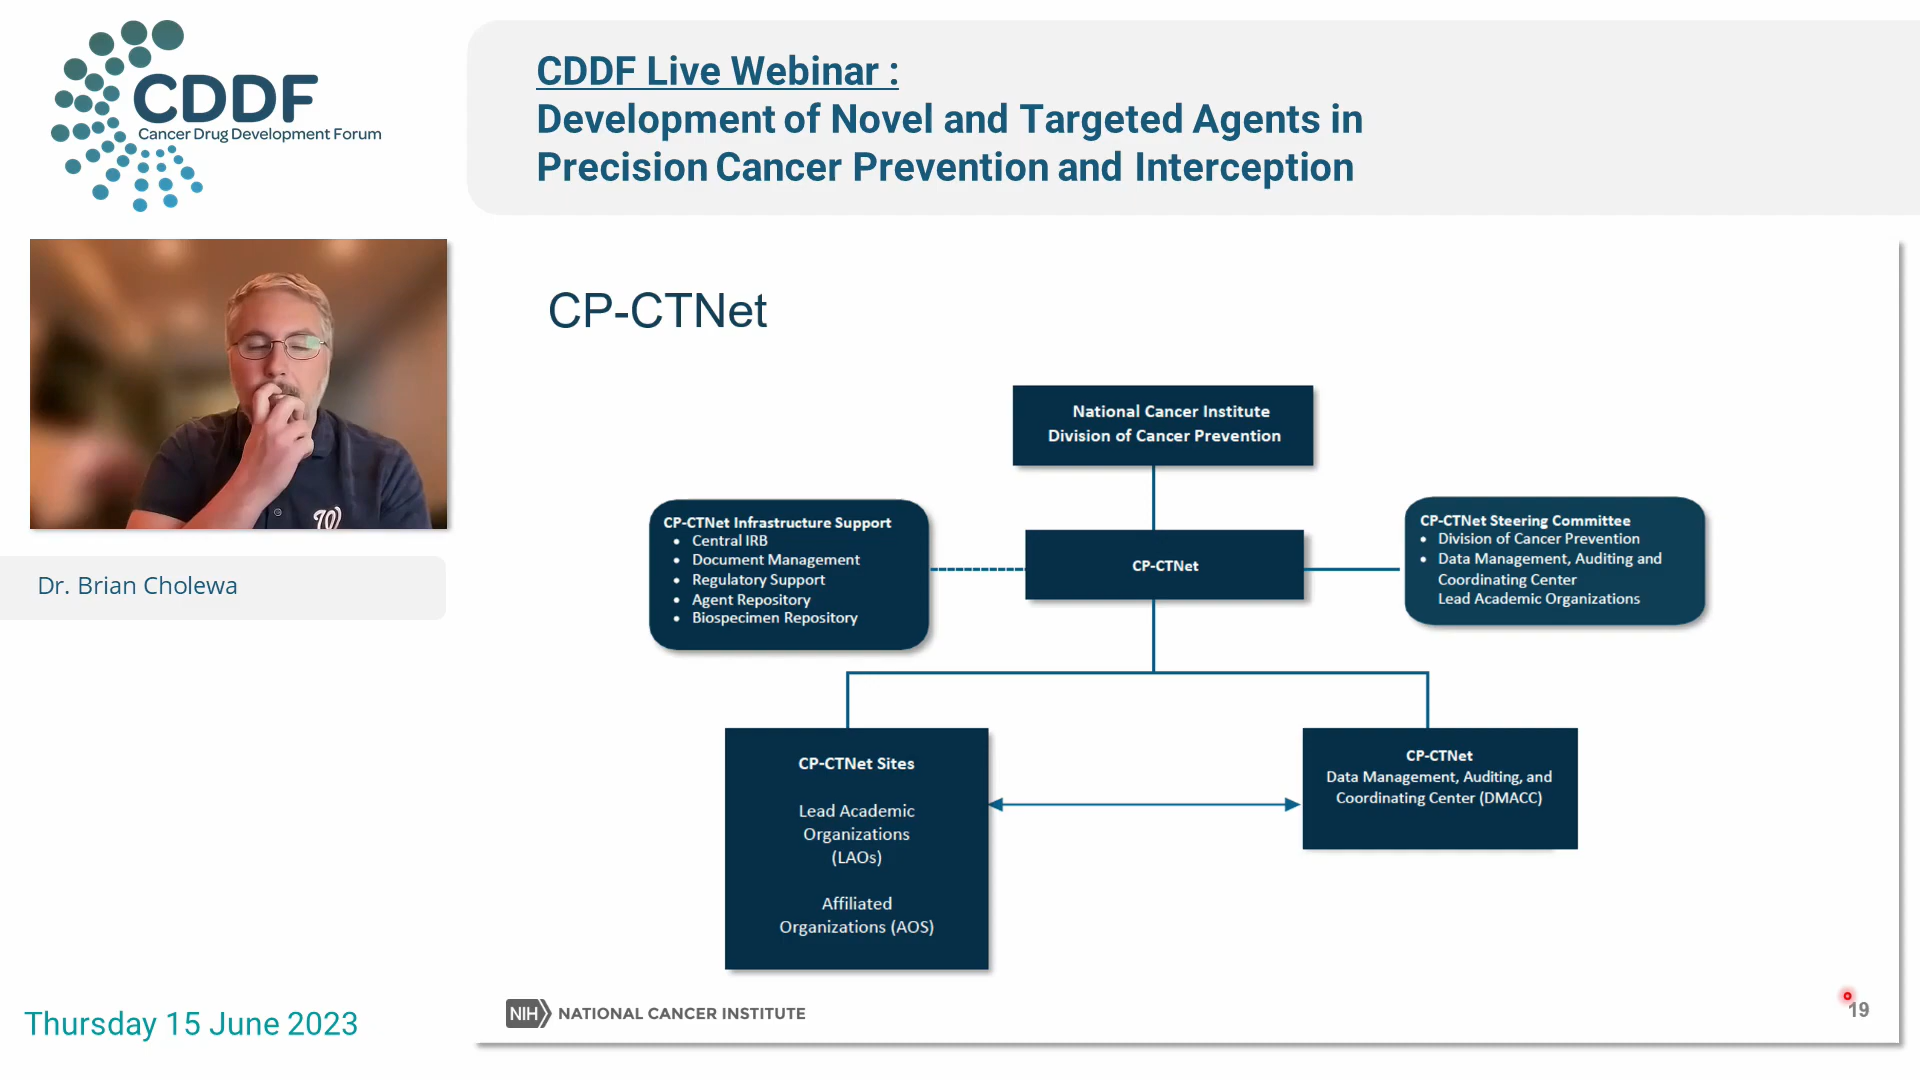 CDDF
Cancer Drug Development Forum
CDDF Live Webinar :
Development of Novel and Targeted Agents in
Precision Cancer Prevention and Interception
W
Dr. Brian Cholewa
Thursday 15 June 2023
CP-CTNet
National Cancer Institute
Division of Cancer Prevention
CP-CTNet Infrastructure Support
• Central IRB
• Document Management
• Regulatory Support
• Agent Repository
• Biospecimen Repository
CP-CTNet
CP-CTNet Steering Committee
• Division of Cancer Prevention
• Data Management, Auditing and
Coordinating Center
Lead Academic Organizations
CP-CTNet Sites
Lead Academic
Organizations
(LAOs)
Affiliated
Organizations (AOS)
CP-CTNet
Data Management, Auditing, and
Coordinating Center (DMACC)
NIH NATIONAL CANCER INSTITUTE
19